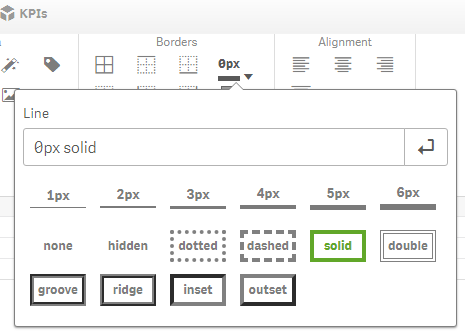 KPIs
Borders Alignment
0px
Line
0px solid
1px 2px 3px 4px 5px 6px
none hidden dotted dashed solid double
groove ridge inset outset